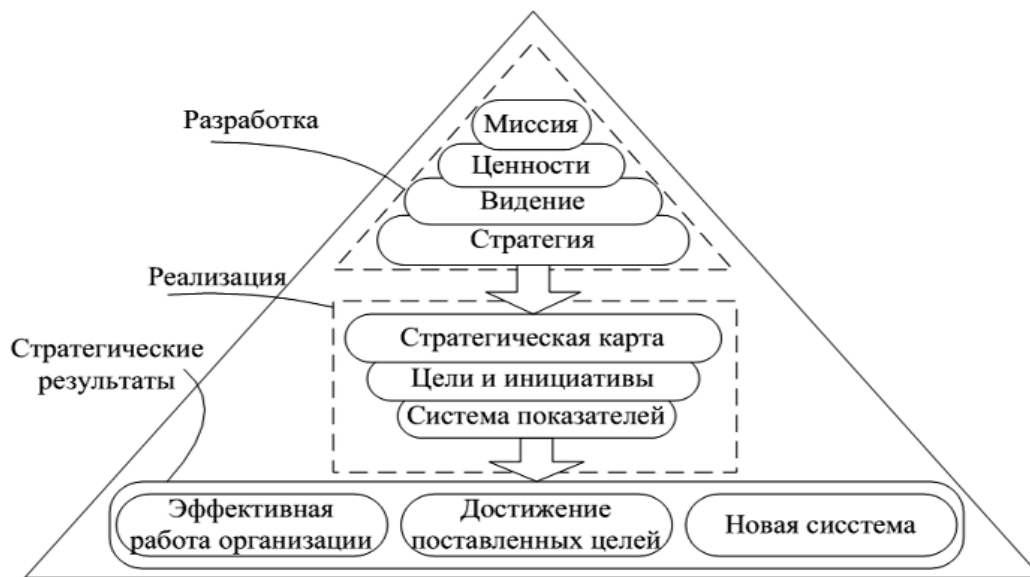 Миссия
Разработка
Ценности
Видение
Стратегия
Реализация
Стратегическая карта
Стратегические
результаты
Цели и инициативы
Система показателей
Эффективная
работа организации
Достижение
поставленных целей
Новая сисстема